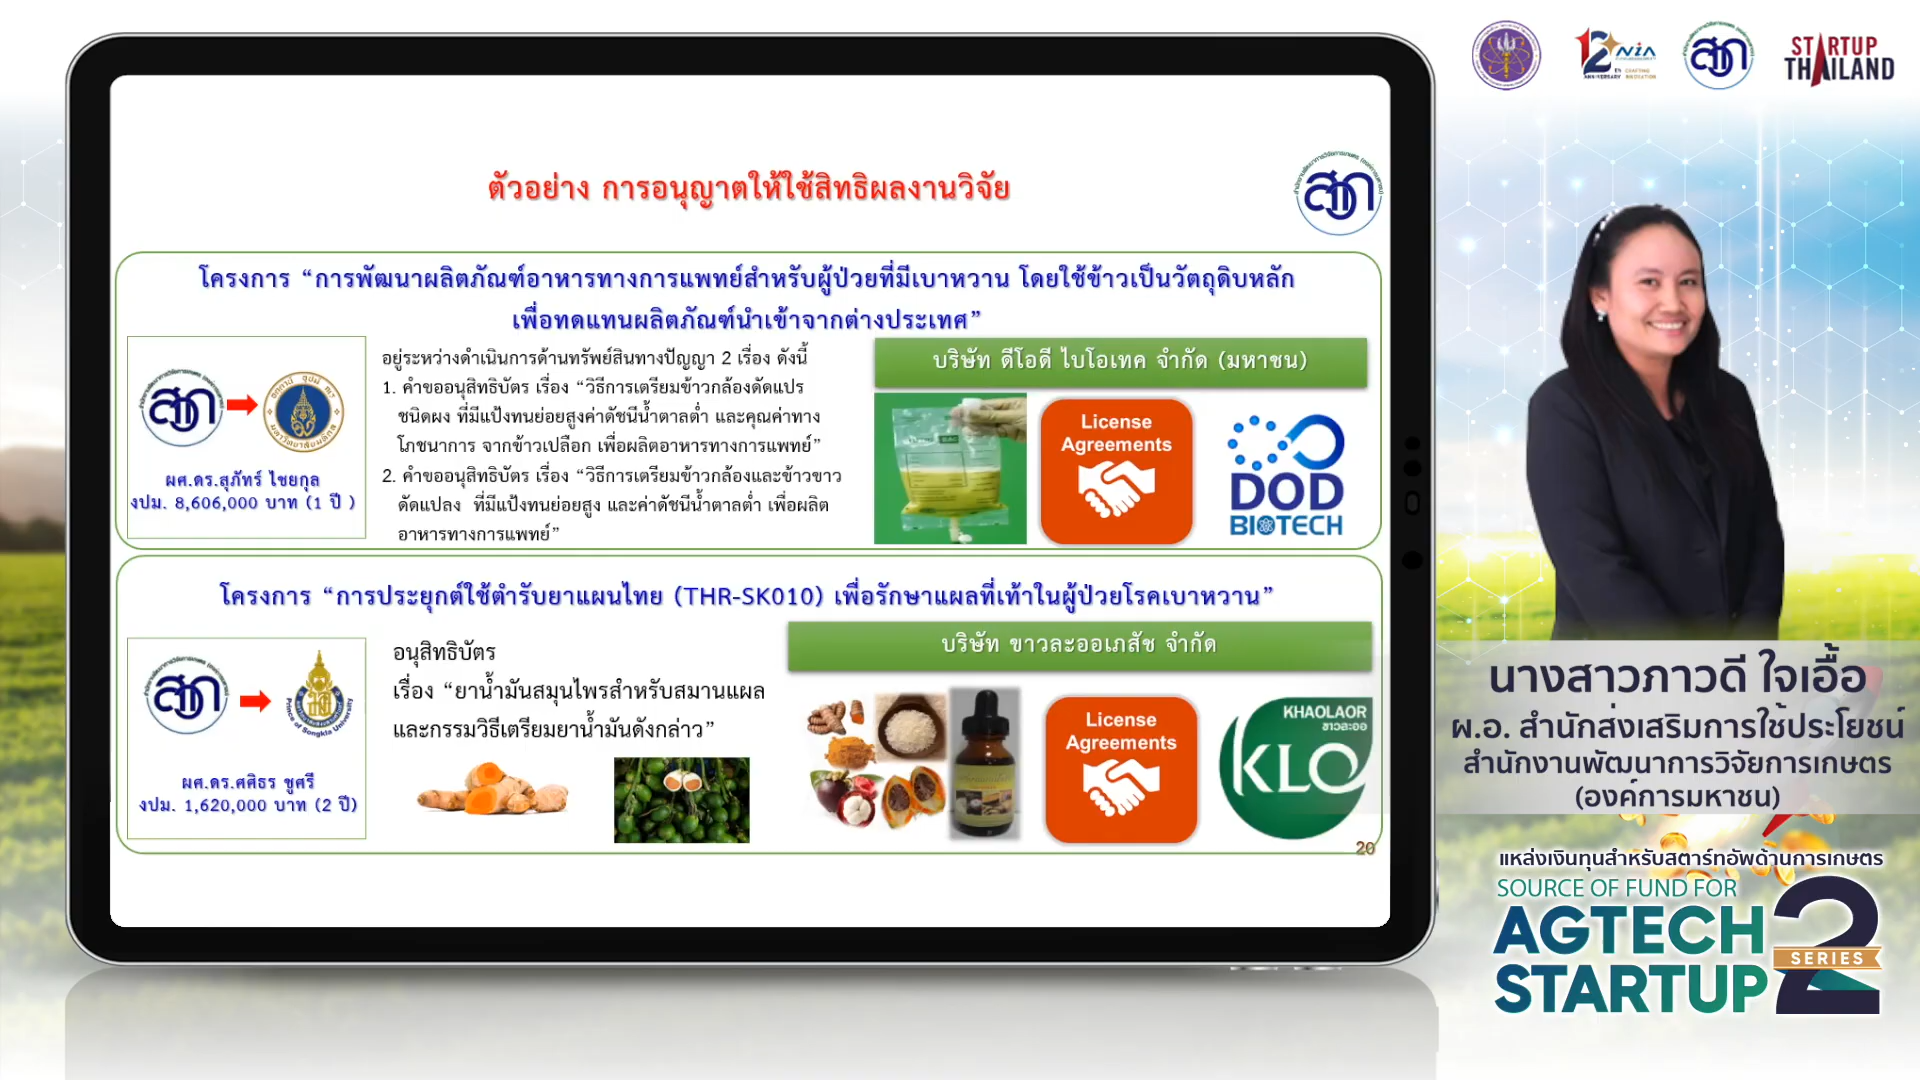 ตัวอย่าง การอนุญาตให้ใช้สิทธิผลงานวิจัย
สวก
โครงการ “การพัฒนาผลิตภัณฑ์อาหารทางการแพทย์สำหรับผู้ป่วยที่มีเบาหวาน โดยใช้ข้าวเป็นวัตถุดิบหลัก
เพื่อทดแทนผลิตภัณฑ์นำเข้าจากต่างประเทศ”
สวก
ผศ.ดร.สุภัทร์ ไชยกุล
งปม. 8,606,000 บาท (1 ปี )
อยู่ระหว่างดำเนินการด้านทรัพย์สินทางปัญญา 2 เรื่อง ดังนี้
1. คำขออนุสิทธิบัตร เรื่อง “วิธีการเตรียมข้าวกล้องดัดแปร
ชนิดผง ที่มีแป้งทนย่อยสูงค่าดัชนีน้ำตาลต่ำ และคุณค่าทาง
โภชนาการ จากข้าวเปลือก เพื่อผลิตอาหารทางการแพทย์”
2. คำขออนุสิทธิบัตร เรื่อง “วิธีการเตรียมข้าวกล้องและข้าวขาว
ดัดแปลง ที่มีแป้งทนย่อยสูง และค่าดัชนีน้ำตาลต่ำ เพื่อผลิต
อาหารทางการแพทย์”
บริษัท ดีโอดี ไบโอเทค จำกัด (มหาชน)
License
Agreements
DOD
BIOTECH
โครงการ “การประยุกต์ใช้ตำรับยาแผนไทย (THR-SK010) เพื่อรักษาแผลที่เท้าในผู้ป่วยโรคเบาหวาน”
สวก
Prince of Songkla University
ผศ.ดร.ศศิธร ชูศรี
งปม. 1,620,000 บาท (2 ปี)
อนุสิทธิบัตร
เรื่อง “ยาน้ำมันสมุนไพรสำหรับสมานแผล
และกรรมวิธีเตรียมยาน้ำมันดังกล่าว”
บริษัท ขาวละออเภสัช จำกัด
License
Agreements
KHAOLAOR
ขาวละออ
KLO
20
12 NIA
ANNIVERSARY
สวก
STARTUP
THAILAND
นางสาวภาวดี ใจเอื้อ
ผ.อ. สำนักส่งเสริมการใช้ประโยชน์
สำนักงานพัฒนาการวิจัยการเกษตร
(องค์การมหาชน)
แหล่งเงินทุนสำหรับสตาร์ทอัพด้านการเกษตร
SOURCE OF FUND FOR
AGTECH
STARTUP
2
SERIES